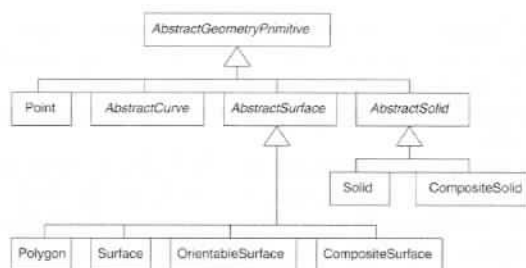 AbstractGeometryPrimitive
Point AbstractCurve AbstractSurface AbstractSolid
Solid CompositeSolid
Polygon Surface OrientableSurface CompositeSurface